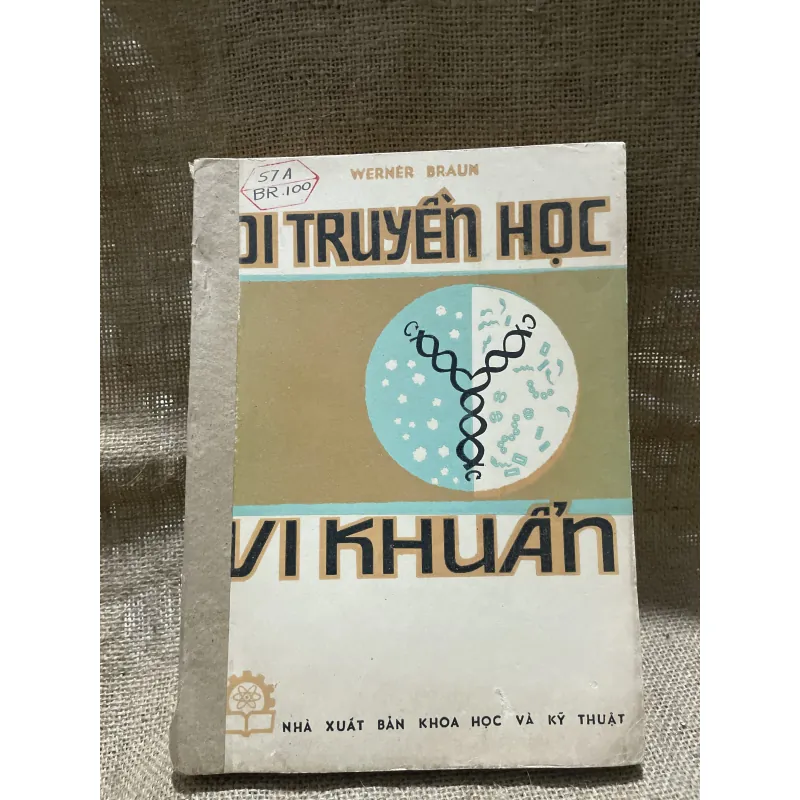 57A
BR.100
WERNER BRAUN
DI TRUYỀN HỌC
VI KHUẨN
NHÀ XUẤT BẢN KHOA HỌC VÀ KỸ THUẬT